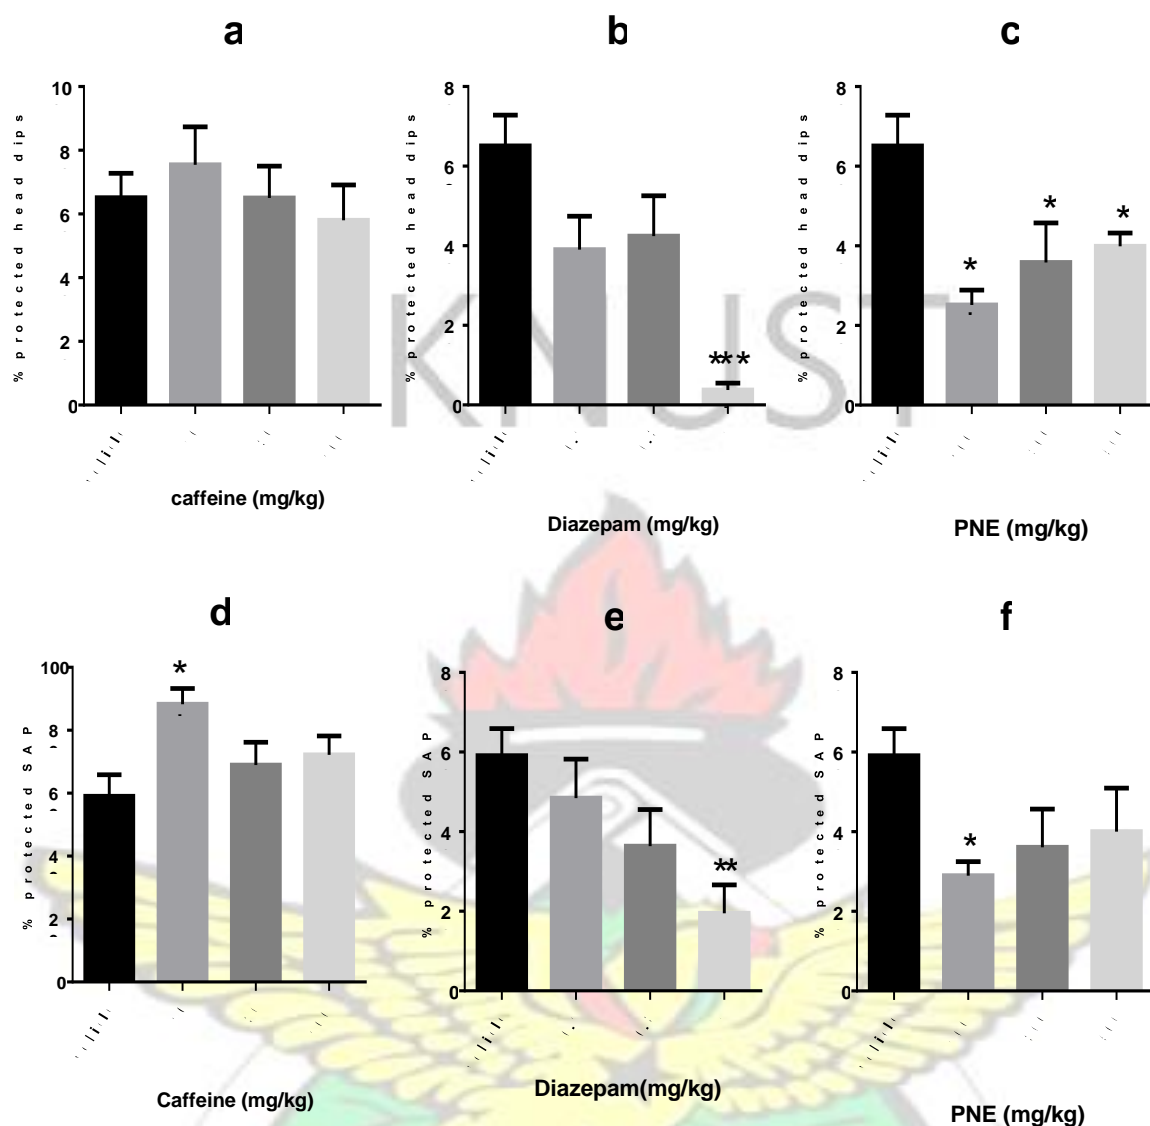 a
b
c
% protected head dips
10
8
6
4
2
0
% protected head dips
8
6
4
2
0
***
% protected head dips
8
6
4
2
0
*
*
*
KNUST
caffeine (mg/kg)
Diazepam (mg/kg)
PNE (mg/kg)
d
e
f
% protected SAP
100
8
6
4
2
0
*
% protected SAP
8
6
4
2
0
**
% protected SAP
8
6
4
2
0
*
Caffeine (mg/kg)
Diazepam(mg/kg)
PNE (mg/kg)